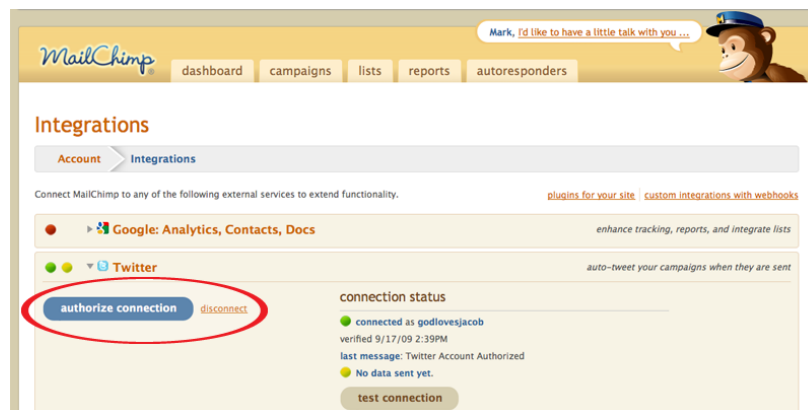 Mark, I'd like to have a little talk with you ...
MailChimp
dashboard campaigns lists reports autoresponders
Integrations
Account Integrations
Connect MailChimp to any of the following external services to extend functionality.
plugins for your site custom integrations with webhooks
Google: Analytics, Contacts, Docs
enhance tracking, reports, and integrate lists
Twitter
auto-tweet your campaigns when they are sent
authorize connection disconnect
connection status
connected as godlovesjacob
verified 9/17/09 2:39PM
last message: Twitter Account Authorized
No data sent yet.
test connection